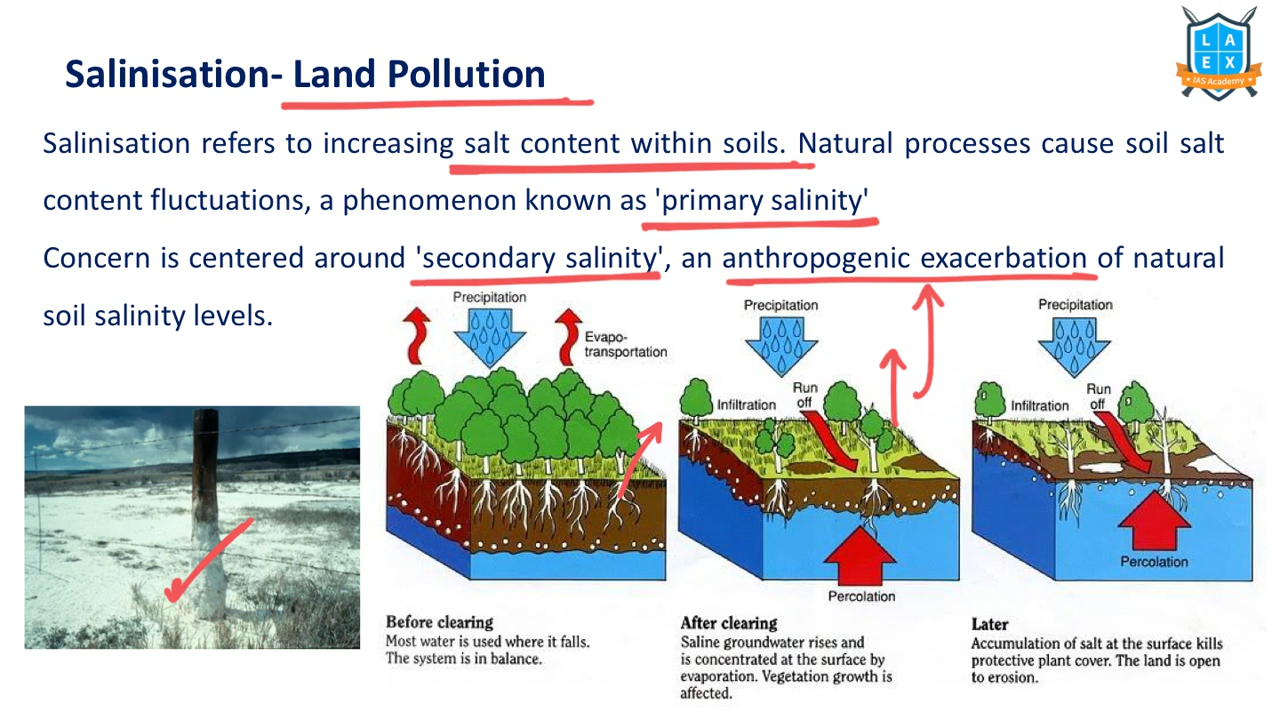 Salinisation- Land Pollution
L A
E X
IAS Academy
Salinisation refers to increasing salt content within soils. Natural processes cause soil salt
content fluctuations, a phenomenon known as 'primary salinity'
Concern is centered around 'secondary salinity', an anthropogenic exacerbation of natural
soil salinity levels.
Precipitation
Evapo-
transportation
Before clearing
Most water is used where it falls.
The system is in balance.
Precipitation
Infiltration
Run
off
Percolation
After clearing
Saline groundwater rises and
is concentrated at the surface by
evaporation. Vegetation growth is
affected.
Precipitation
Infiltration
Run
off
Percolation
Later
Accumulation of salt at the surface kills
protective plant cover. The land is open
to erosion.